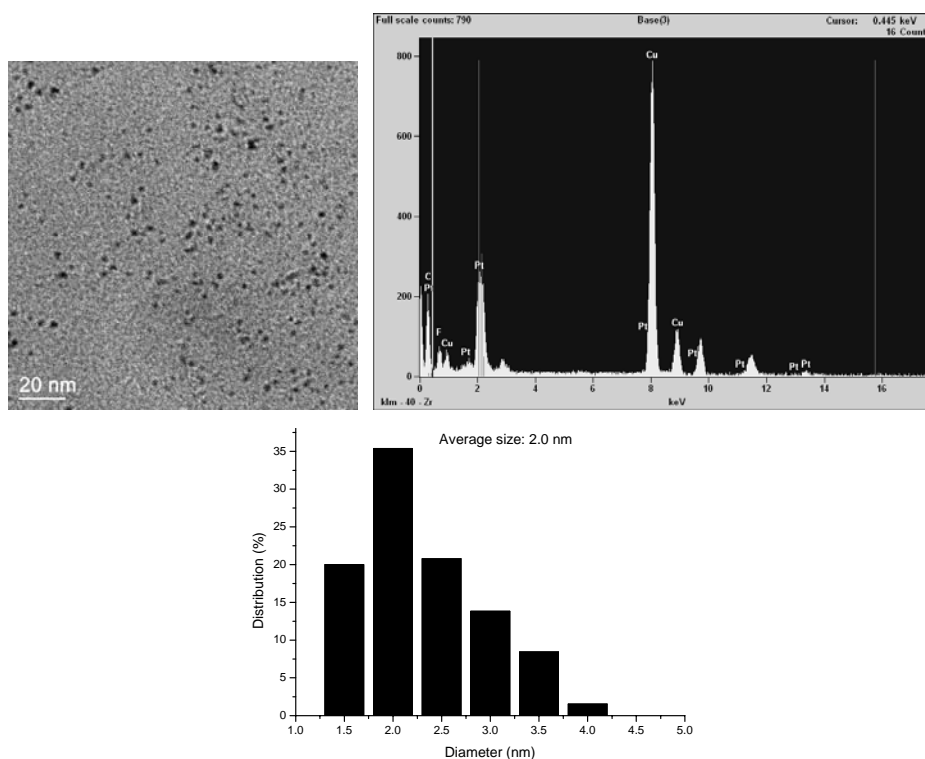 20 nm
Full scale counts: 790 Base(3) Cursor: 0.445 keV
16 Count
800
600
400
200
0
Cu
Pt
C
F
Cu
Pt
Pt
Cu
Pt
Pt
Pt
Pt
0 2 4 6 8 10 12 14 16
klm - 40 - Zr keV
Average size: 2.0 nm
Distribution (%)
35
30
25
20
15
10
5
0
1.0 1.5 2.0 2.5 3.0 3.5 4.0 4.5 5.0
Diameter (nm)